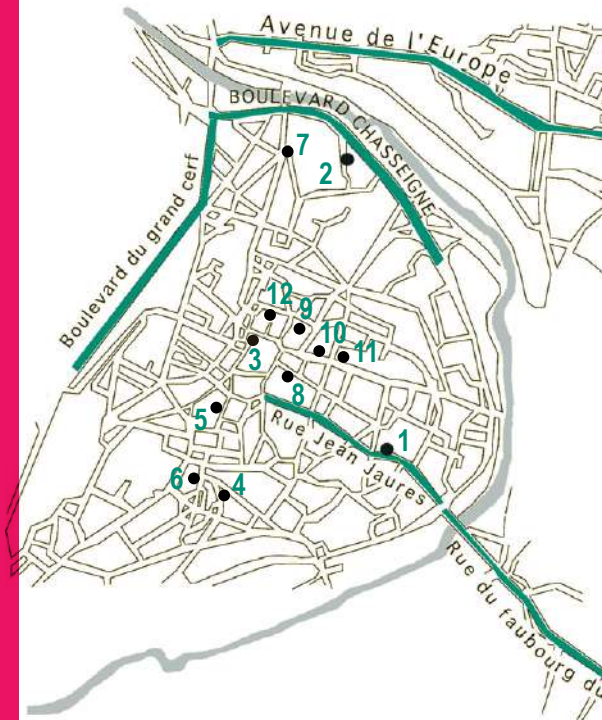 Avenue de l'Europe
BOULEVARD CHASSEIGNE
7
2
Boulevard du grand cerf
12
9
10
3
11
8
5
Rue Jean Jaures
1
6
4
Rue du faubourg du